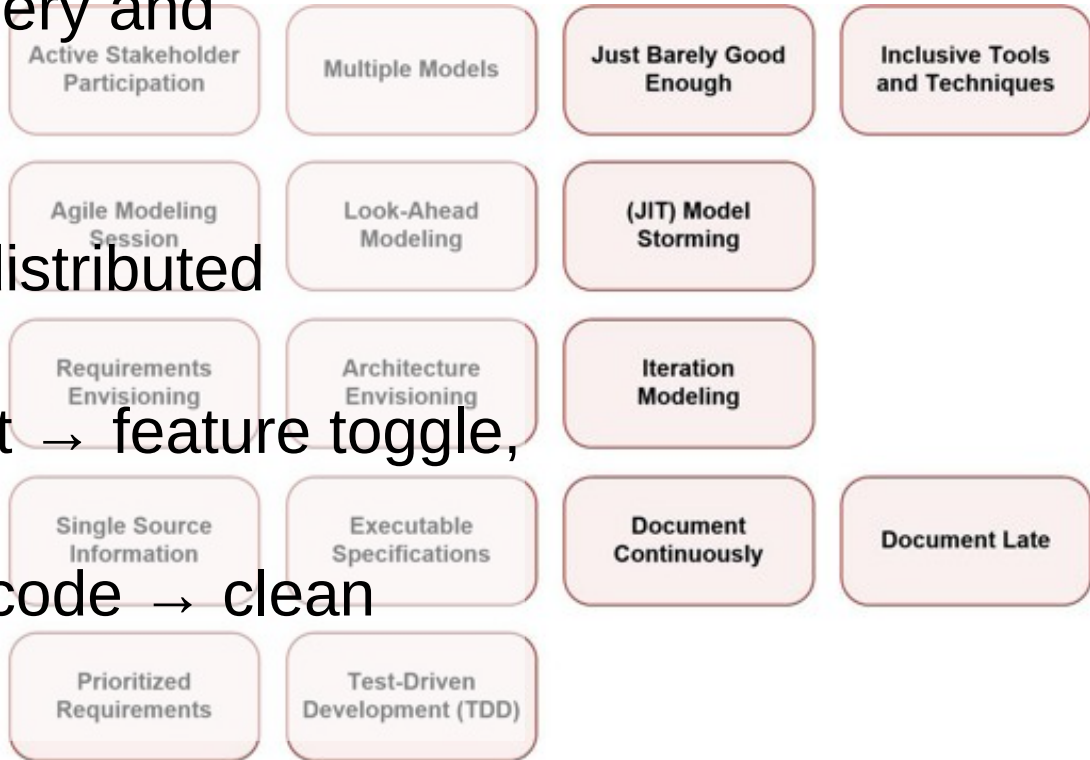 ery and
Active Stakeholder
Participation
Multiple Models
Just Barely Good
Enough
Inclusive Tools
and Techniques
Agile Modeling
Session
Look-Ahead
Modeling
(JIT) Model
Storming
distributed
Requirements
Envisioning
Architecture
Envisioning
Iteration
Modeling
t → feature toggle,
Single Source
Information
Executable
Specifications
Document
Continuously
Document Late
code → clean
Prioritized
Requirements
Test-Driven
Development (TDD)